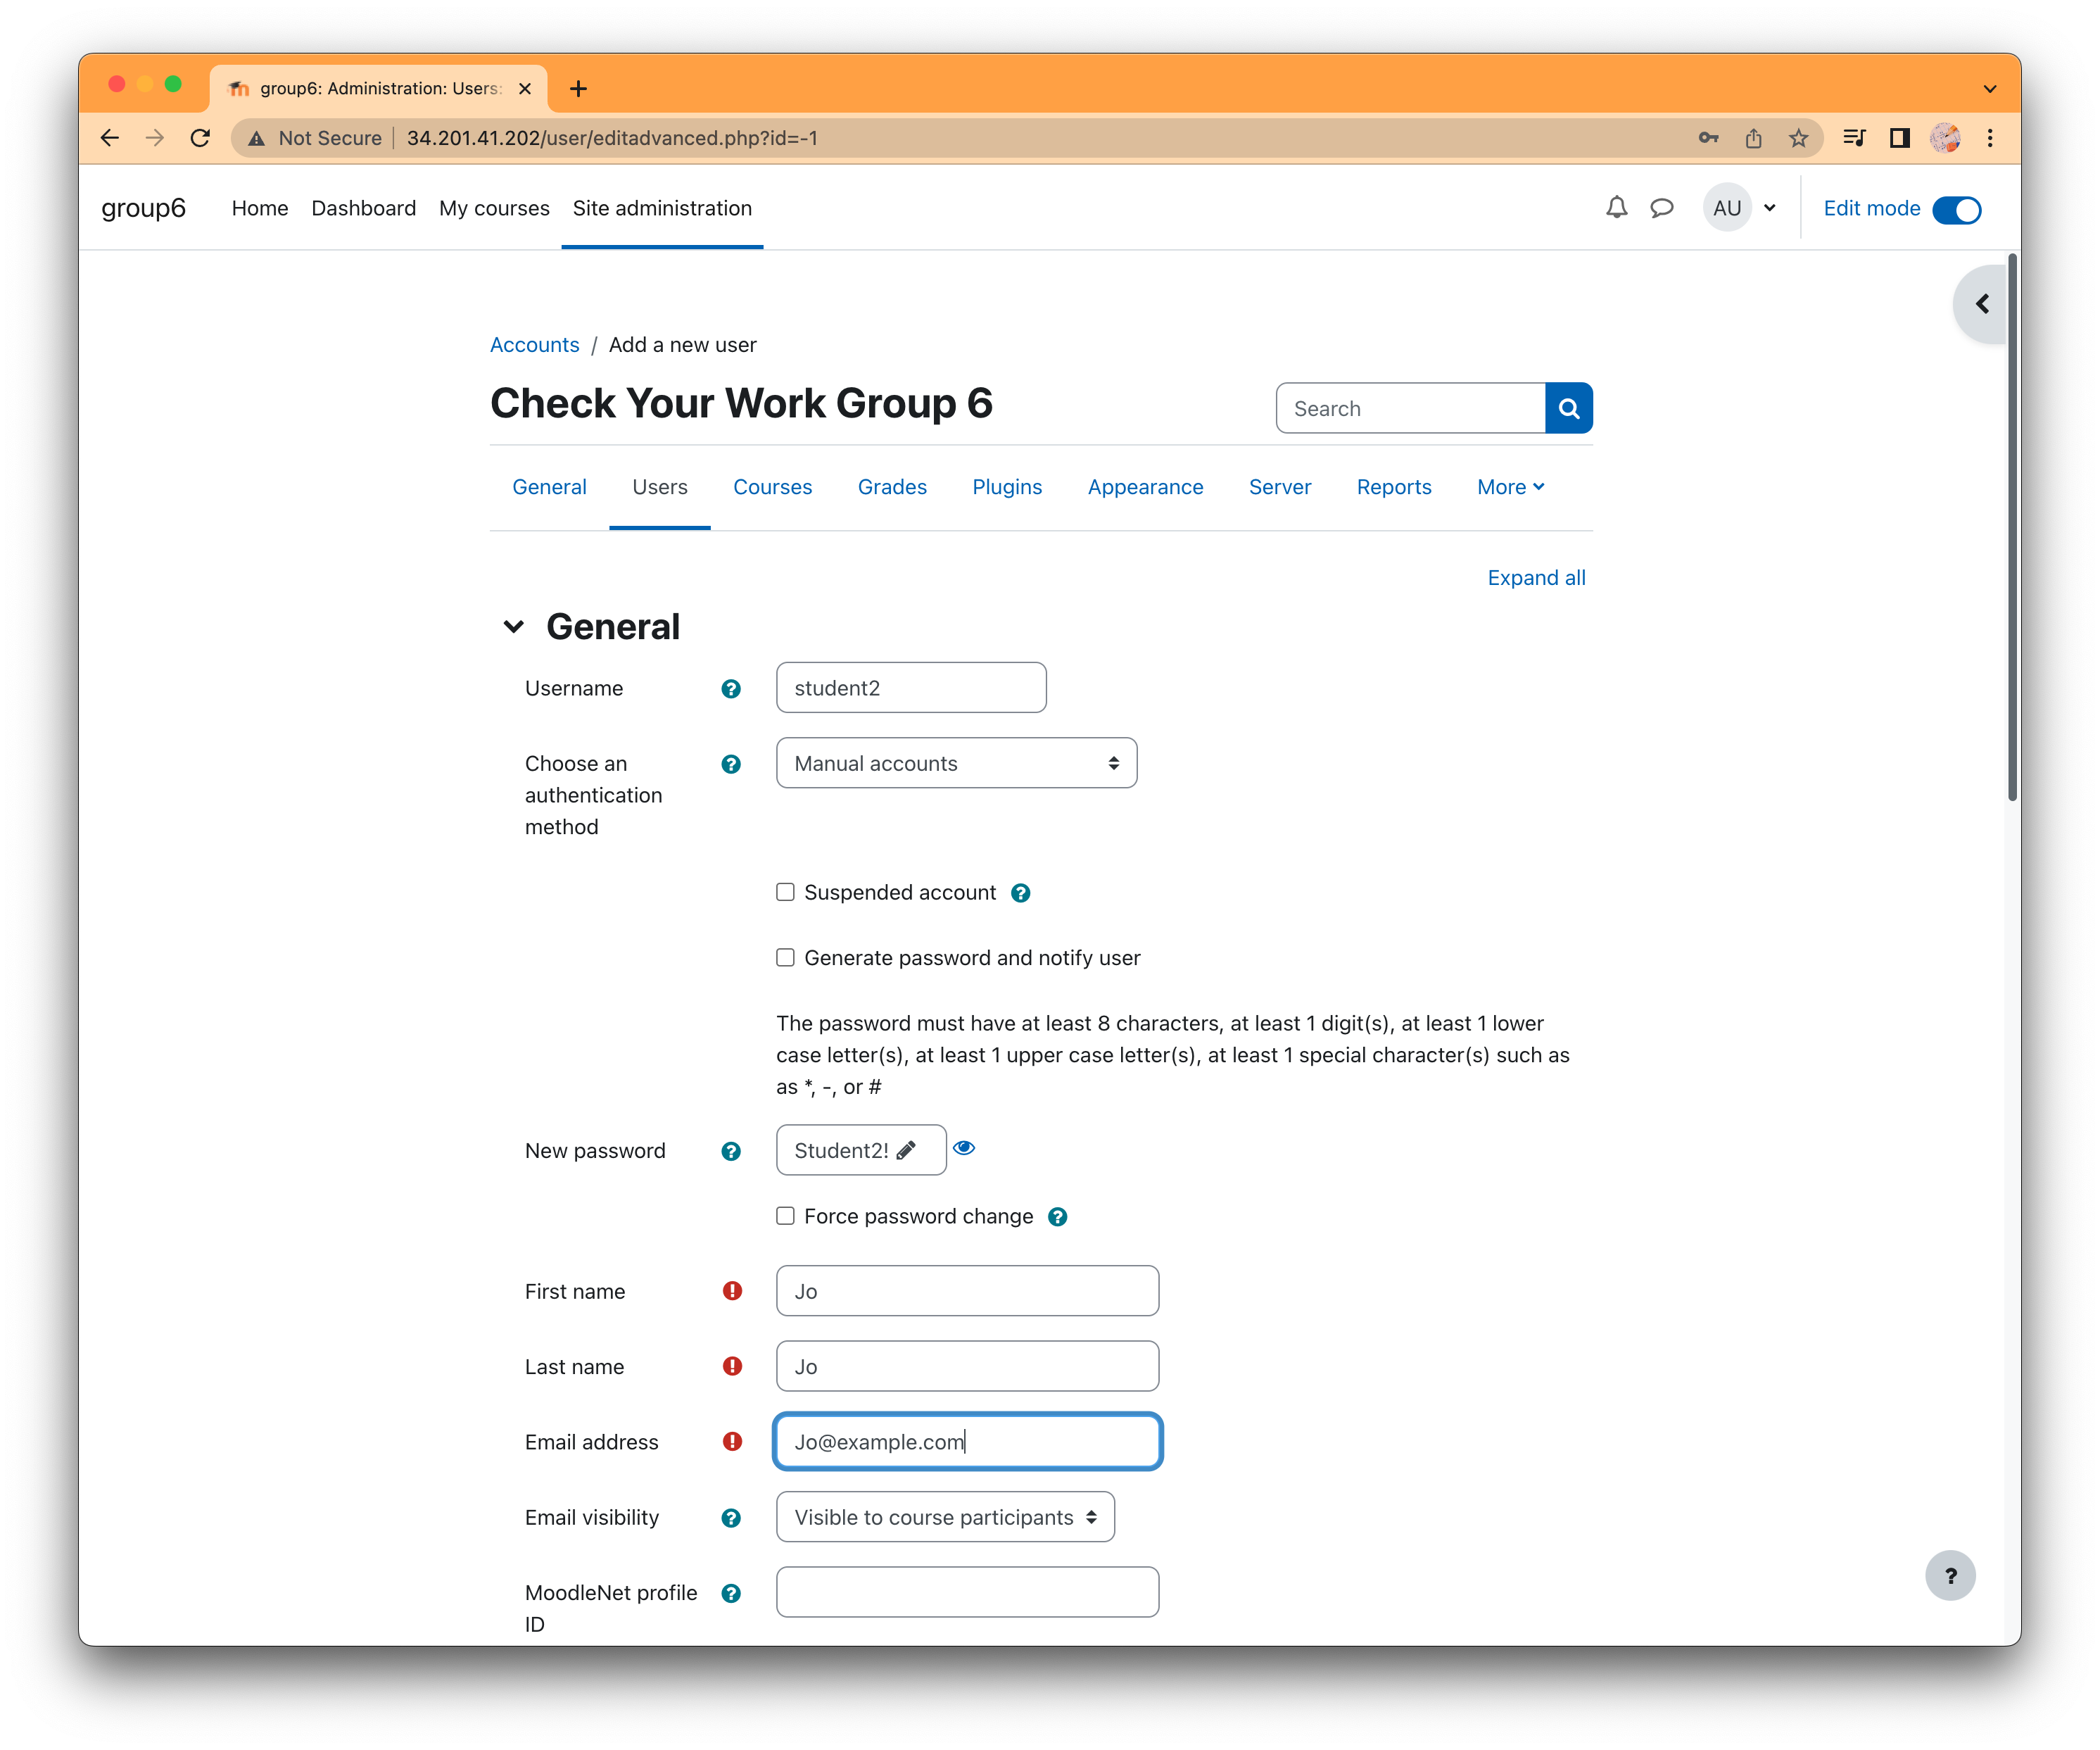 group6: Administration: Users:
Not Secure 34.201.41.202/user/editadvanced.php?id=-1
group6 Home Dashboard My courses Site administration AU Edit mode
Accounts / Add a new user
Check Your Work Group 6
Search
General Users Courses Grades Plugins Appearance Server Reports More
Expand all
General
Username ? student2
Choose an ? Manual accounts
authentication
method
Suspended account ?
Generate password and notify user
The password must have at least 8 characters, at least 1 digit(s), at least 1 lower
case letter(s), at least 1 upper case letter(s), at least 1 special character(s) such as
as *, -, or #
New password ? Student2!
Force password change ?
First name ! Jo
Last name ! Jo
Email address ! Jo@example.com
Email visibility ? Visible to course participants
MoodleNet profile ?
ID
?